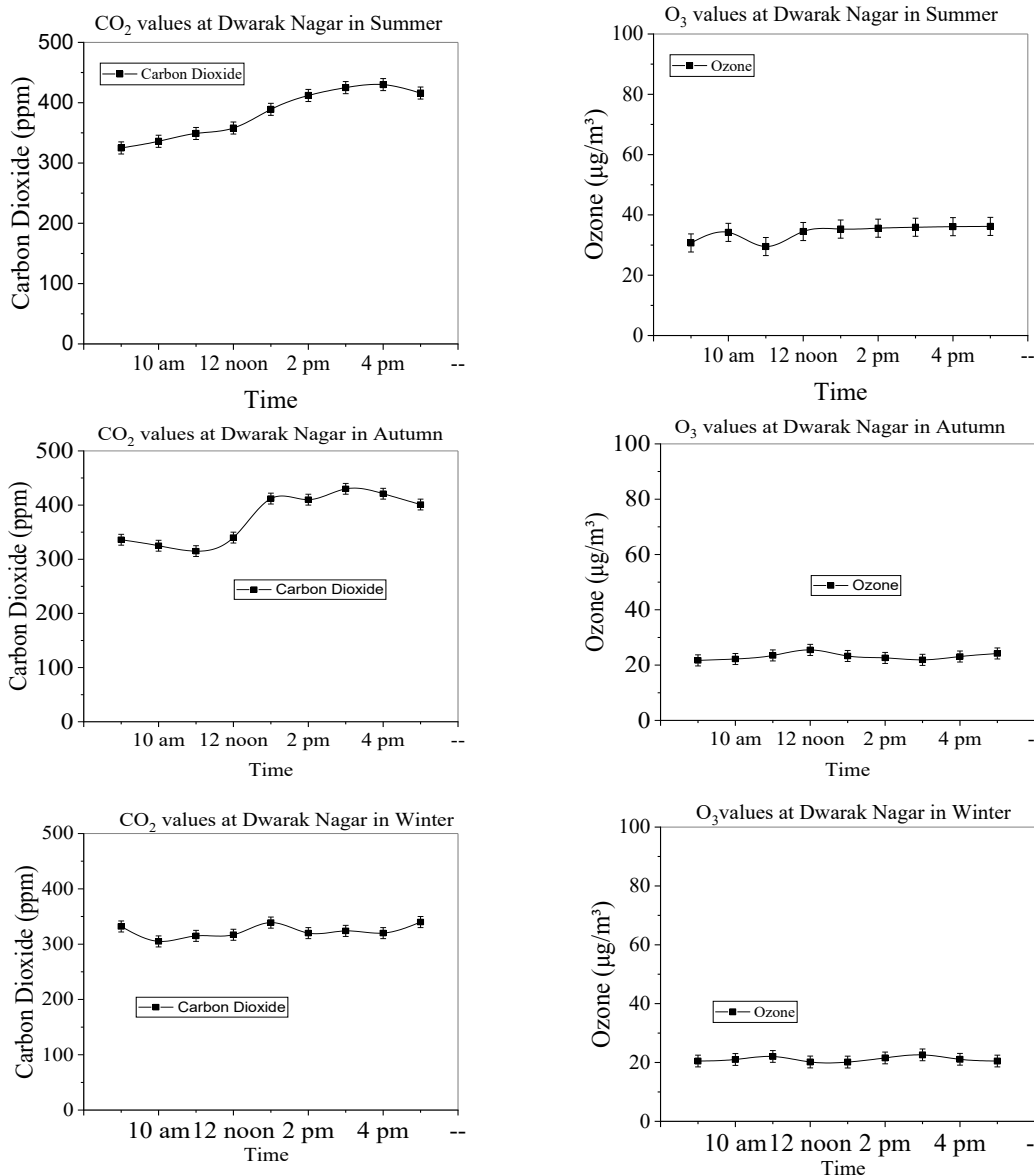 CO₂ values at Dwarak Nagar in Summer
500
400
300
200
100
0
Carbon Dioxide (ppm)
Carbon Dioxide
10 am 12 noon 2 pm 4 pm --
Time
O₃ values at Dwarak Nagar in Summer
100
80
60
40
20
0
Ozone (µg/m³)
Ozone
10 am 12 noon 2 pm 4 pm --
Time
CO₂ values at Dwarak Nagar in Autumn
500
400
300
200
100
0
Carbon Dioxide (ppm)
Carbon Dioxide
10 am 12 noon 2 pm 4 pm --
Time
O₃ values at Dwarak Nagar in Autumn
100
80
60
40
20
0
Ozone (µg/m³)
Ozone
10 am 12 noon 2 pm 4 pm --
Time
CO₂ values at Dwarak Nagar in Winter
500
400
300
200
100
0
Carbon Dioxide (ppm)
Carbon Dioxide
10 am 12 noon 2 pm 4 pm --
Time
O₃values at Dwarak Nagar in Winter
100
80
60
40
20
0
Ozone (µg/m³)
Ozone
10 am 12 noon 2 pm 4 pm --
Time